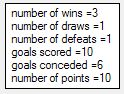 number of wins =3
number of draws =1
number of defeats =1
goals scored =10
goals conceded =6
number of points =10